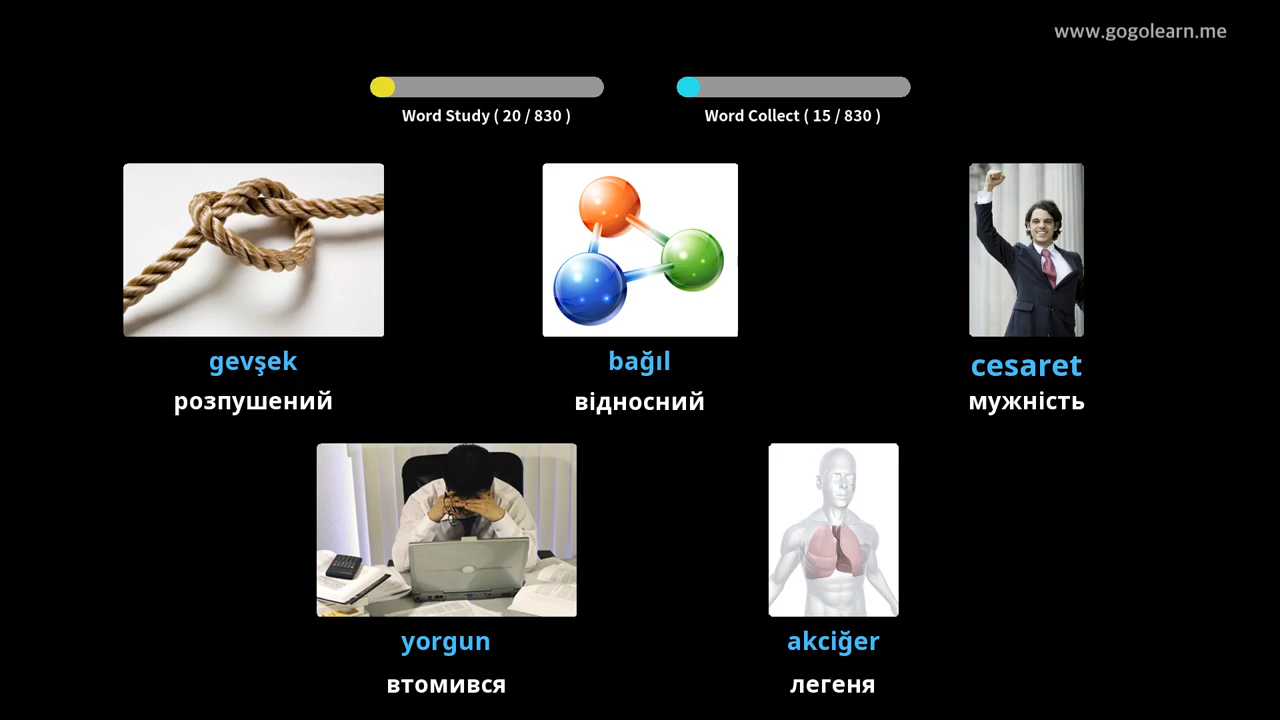 www.gogolearn.me
Word Study ( 20 / 830 )
Word Collect ( 15 / 830 )
gevşek
bağıl
cesaret
розпушений
відносний
мужність
yorgun
akciğer
втомився
легеня